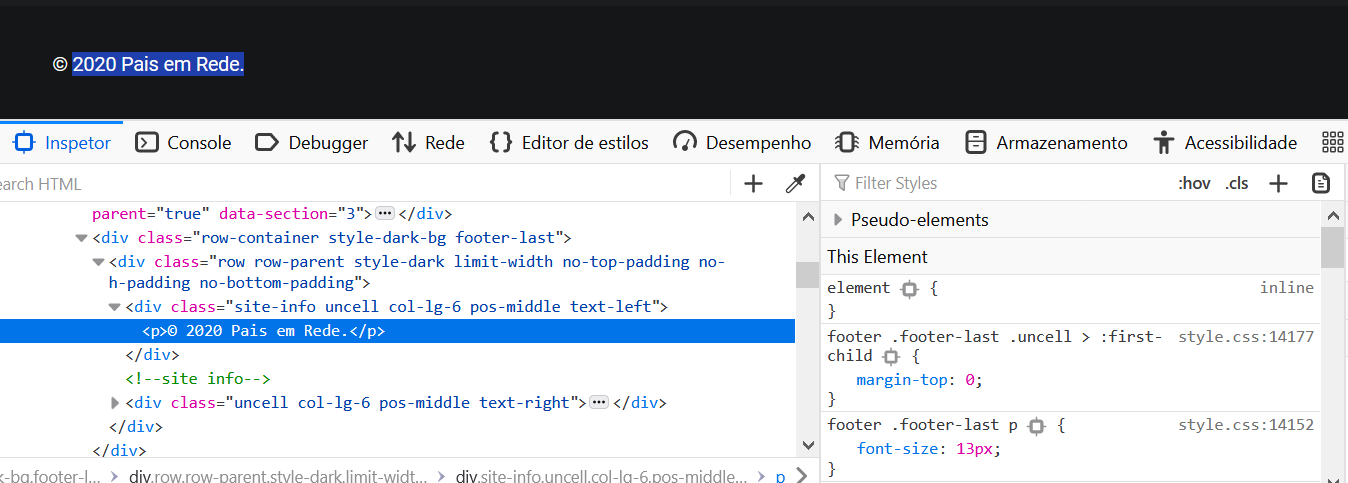 © 2020 Pais em Rede.
Inspetor Console Debugger Rede Editor de estilos Desempenho Memória Armazenamento Acessibilidade
earch HTML
Filter Styles :hov .cls
parent="true" data-section="3"> ••• </div>
<div class="row-container style-dark-bg footer-last">
<div class="row row-parent style-dark limit-width no-top-padding no-
h-padding no-bottom-padding">
<div class="site-info uncell col-lg-6 pos-middle text-left">
<p>© 2020 Pais em Rede.</p>
</div>
<!--site info-->
<div class="uncell col-lg-6 pos-middle text-right"> ••• </div>
</div>
</div>
k-bg.footer-l... div.row.row-parent.style-dark.limit-widt... div.site-info.uncell.col-lg-6.pos-middle... p
Pseudo-elements
This Element
element { inline
}
footer .footer-last .uncell > :first- style.css:14177
child {
margin-top: 0;
}
footer .footer-last p { style.css:14152
font-size: 13px;
}